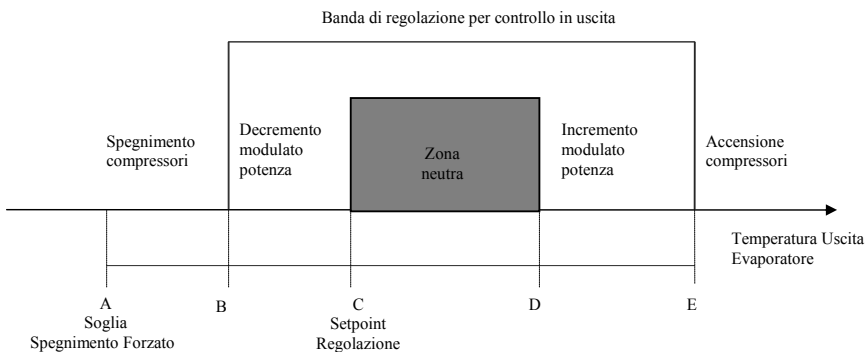 Banda di regolazione per controllo in uscita
Spegnimento
compressori
Decremento
modulato
potenza
Zona
neutra
Incremento
modulato
potenza
Accensione
compressori
Temperatura Uscita
Evaporatore
A
B
C
D
E
Soglia
Spegnimento Forzato
Setpoint
Regolazione